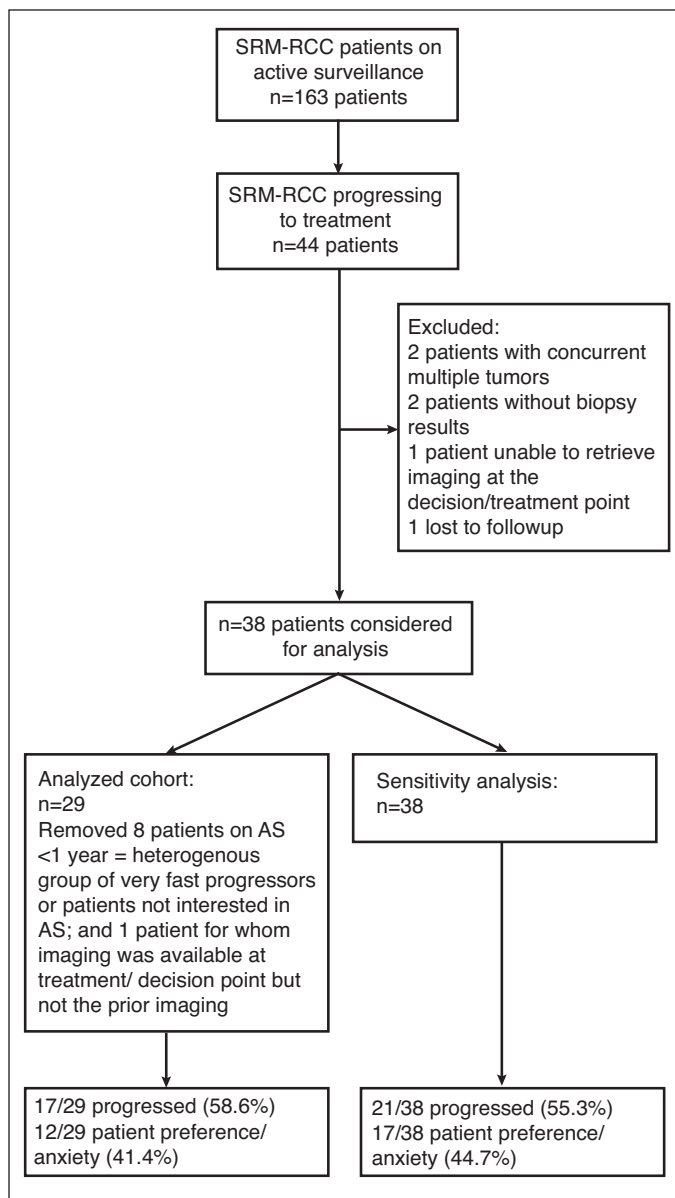 SRM-RCC patients on
active surveillance
n=163 patients
SRM-RCC progressing
to treatment
n=44 patients
Excluded:
2 patients with concurrent
multiple tumors
2 patients without biopsy
results
1 patient unable to retrieve
imaging at the
decision/treatment point
1 lost to followup
n=38 patients considered
for analysis
Analyzed cohort:
n=29
Removed 8 patients on AS
<1 year = heterogenous
group of very fast progressors
or patients not interested in
AS; and 1 patient for whom
imaging was available at
treatment/ decision point but
not the prior imaging
Sensitivity analysis:
n=38
17/29 progressed (58.6%)
12/29 patient preference/
anxiety (41.4%)
21/38 progressed (55.3%)
17/38 patient preference/
anxiety (44.7%)